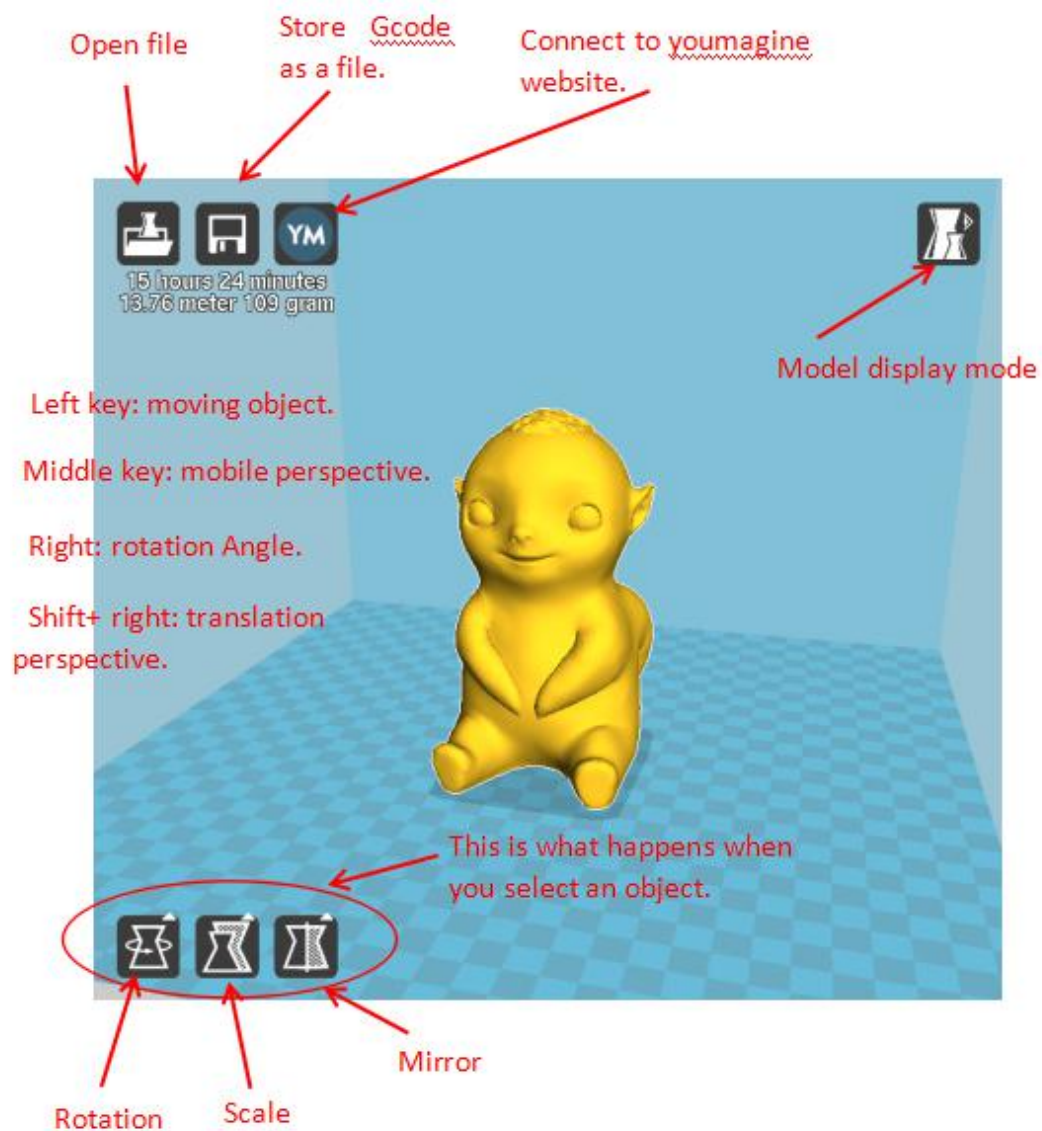 Open file
Store Gcode
as a file.
Connect to youmagine
website.
YM
15 hours 24 minutes
13.76 meter 109 gram
Model display mode
Left key: moving object.
Middle key: mobile perspective.
Right: rotation Angle.
Shift+ right: translation
perspective.
This is what happens when
you select an object.
Mirror
Rotation
Scale